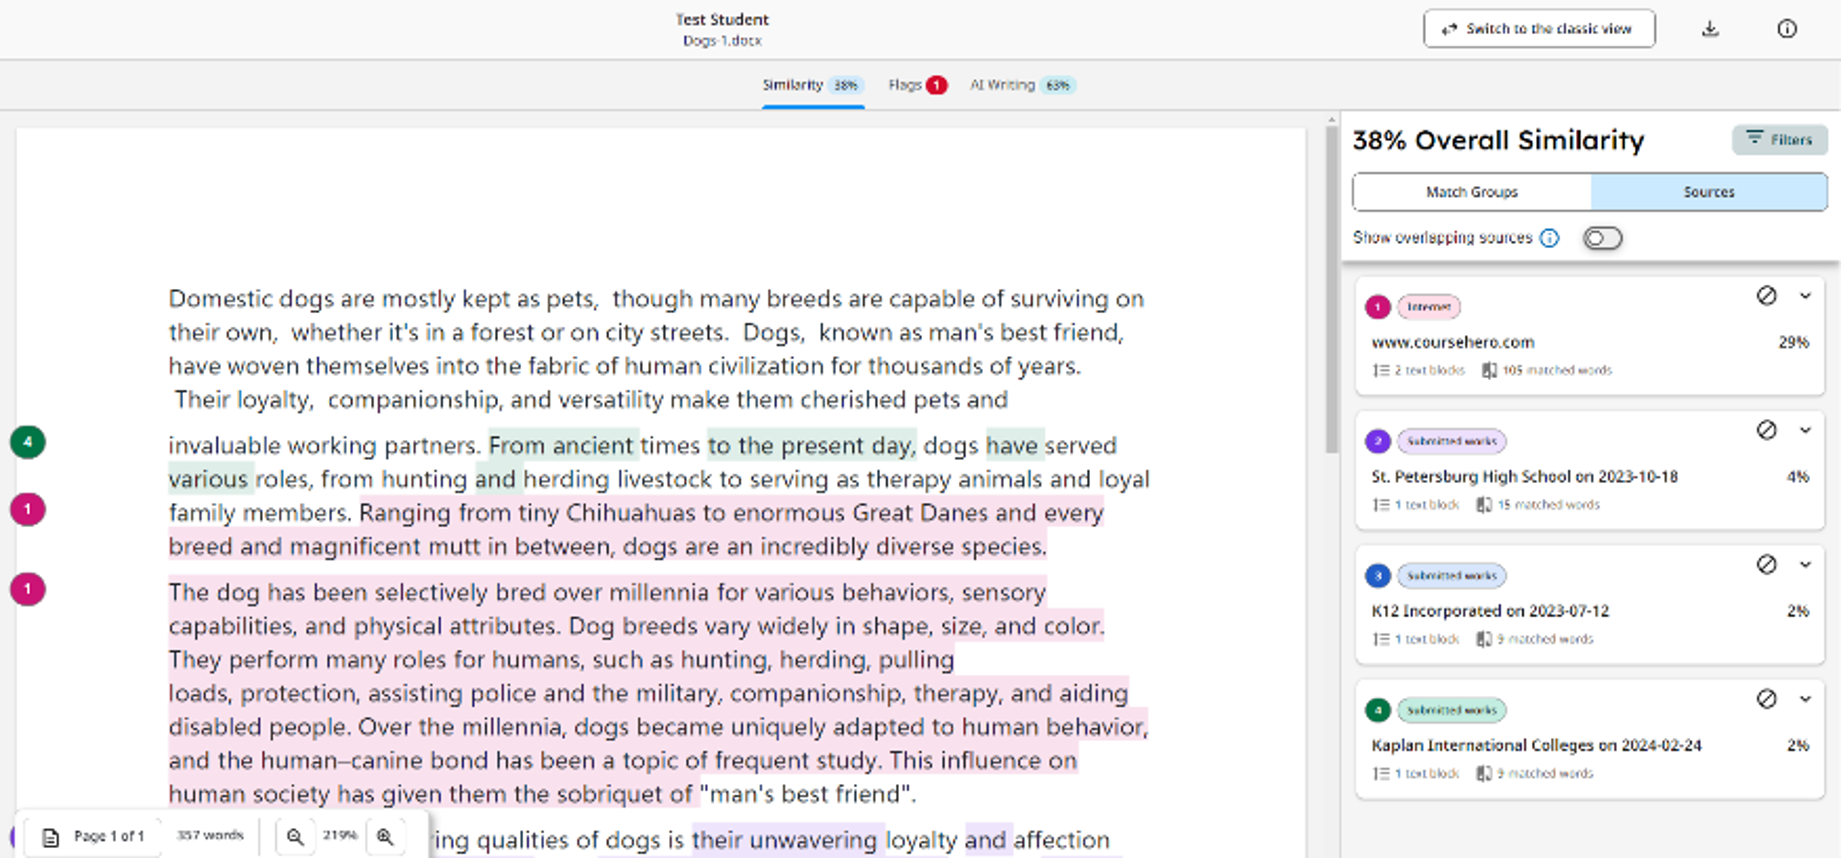 Test Student
Dogs-1.docx
Switch to the classic view
Similarity 38% Flags 1 AI Writing 63%
38% Overall Similarity
Filters
Match Groups Sources
Show overlapping sources
Domestic dogs are mostly kept as pets,  though many breeds are capable of surviving on
their own,  whether it's in a forest or on city streets.  Dogs,  known as man's best friend,
have woven themselves into the fabric of human civilization for thousands of years.
Their loyalty,  companionship, and versatility make them cherished pets and
4
invaluable working partners. From ancient times to the present day, dogs have served
various roles, from hunting and herding livestock to serving as therapy animals and loyal
1
family members. Ranging from tiny Chihuahuas to enormous Great Danes and every
breed and magnificent mutt in between, dogs are an incredibly diverse species.
1
The dog has been selectively bred over millennia for various behaviors, sensory
capabilities, and physical attributes. Dog breeds vary widely in shape, size, and color.
They perform many roles for humans, such as hunting, herding, pulling
loads, protection, assisting police and the military, companionship, therapy, and aiding
disabled people. Over the millennia, dogs became uniquely adapted to human behavior,
and the human–canine bond has been a topic of frequent study. This influence on
human society has given them the sobriquet of "man's best friend".
ing qualities of dogs is their unwavering loyalty and affection
Page 1 of 1 357 words 219%
1 Internet
www.coursehero.com 29%
2 text blocks 105 matched words
2 Submitted works
St. Petersburg High School on 2023-10-18 4%
1 text block 15 matched words
3 Submitted works
K12 Incorporated on 2023-07-12 2%
1 text block 9 matched words
4 Submitted works
Kaplan International Colleges on 2024-02-24 2%
1 text block 9 matched words